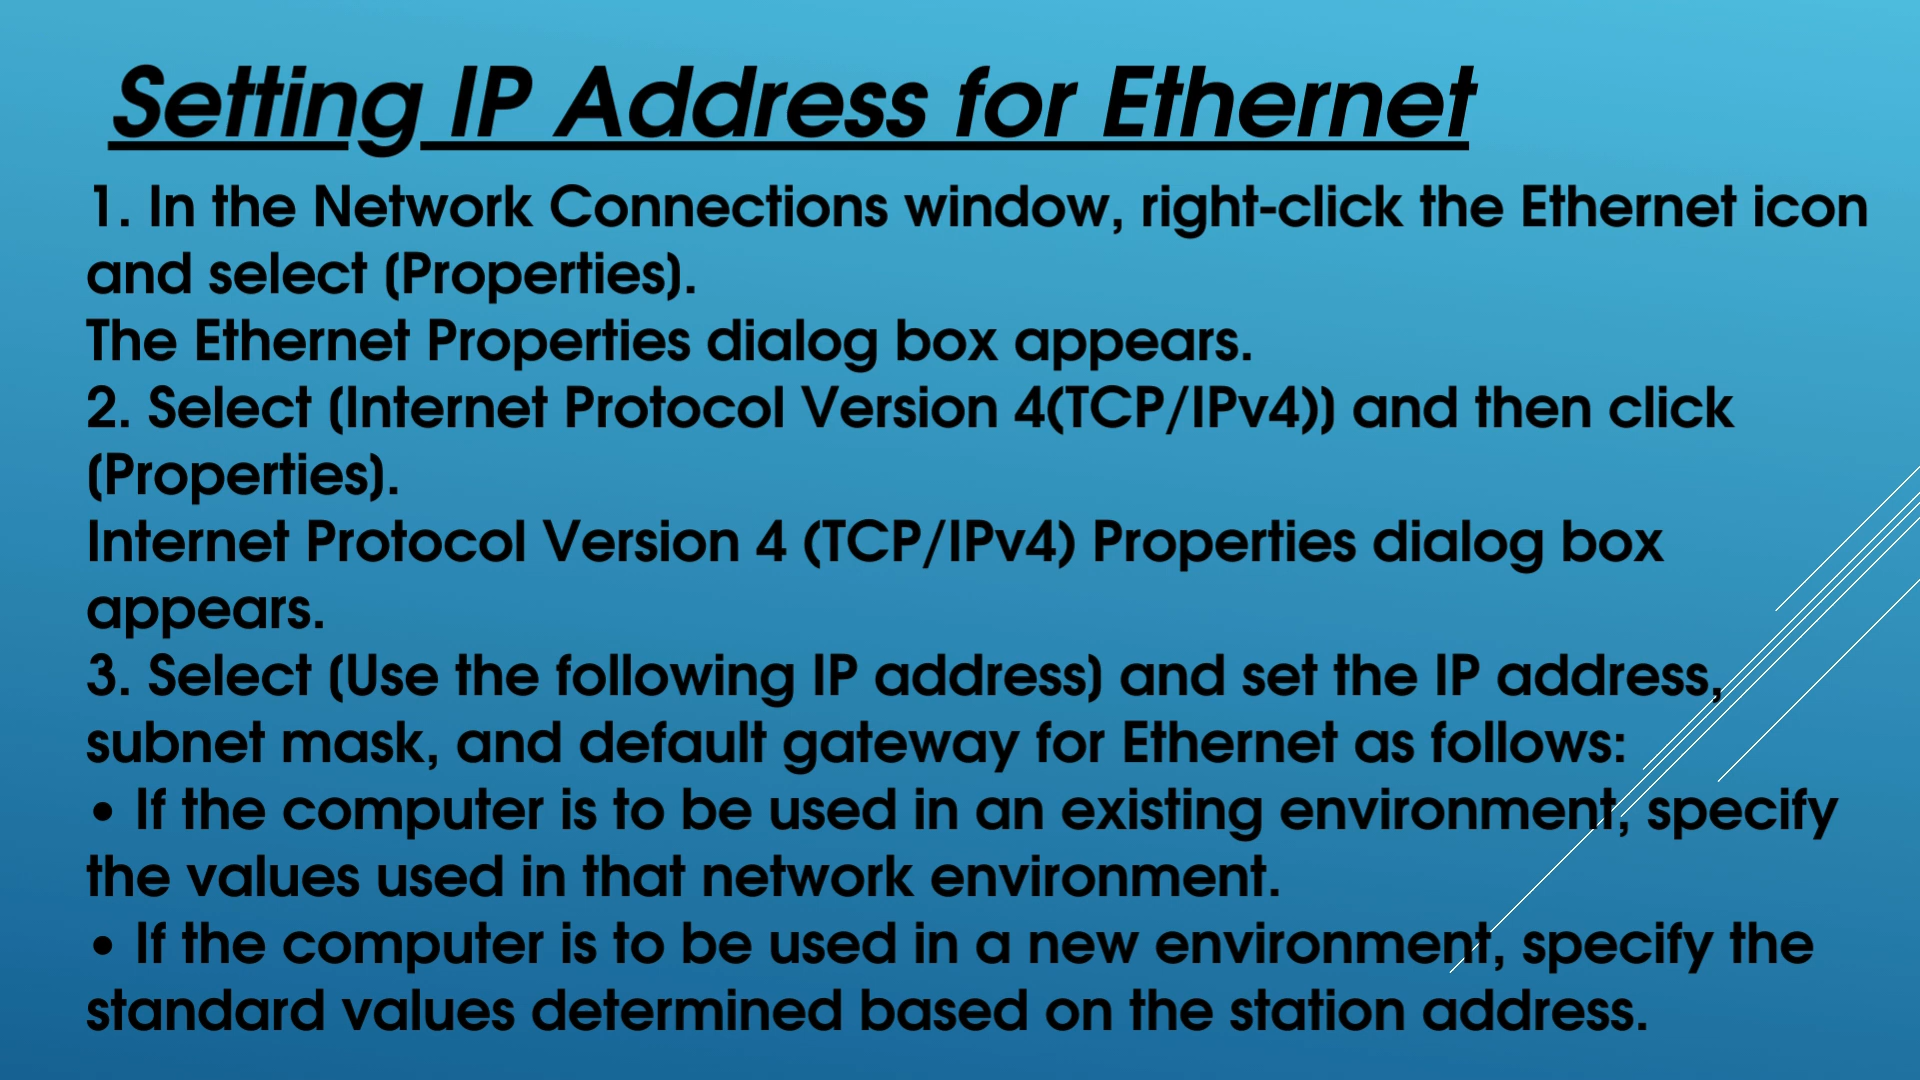 Setting IP Address for Ethernet
1. In the Network Connections window, right-click the Ethernet icon
and select [Properties].
The Ethernet Properties dialog box appears.
2. Select [Internet Protocol Version 4(TCP/IPv4)] and then click
[Properties].
Internet Protocol Version 4 (TCP/IPv4) Properties dialog box
appears.
3. Select [Use the following IP address] and set the IP address,
subnet mask, and default gateway for Ethernet as follows:
• If the computer is to be used in an existing environment, specify
the values used in that network environment.
• If the computer is to be used in a new environment, specify the
standard values determined based on the station address.